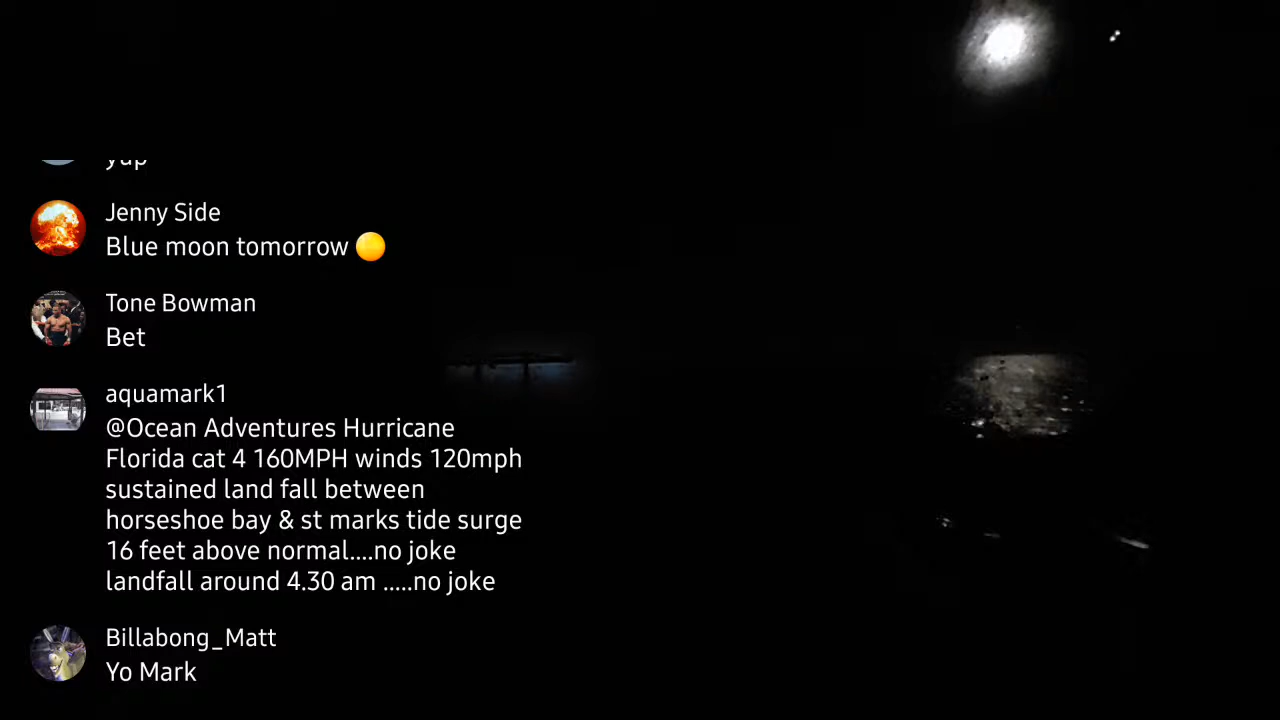 yup
Jenny Side
Blue moon tomorrow
Tone Bowman
Bet
aquamark1
@Ocean Adventures Hurricane
Florida cat 4 160MPH winds 120mph
sustained land fall between
horseshoe bay & st marks tide surge
16 feet above normal....no joke
landfall around 4.30 am .....no joke
Billabong_Matt
Yo Mark